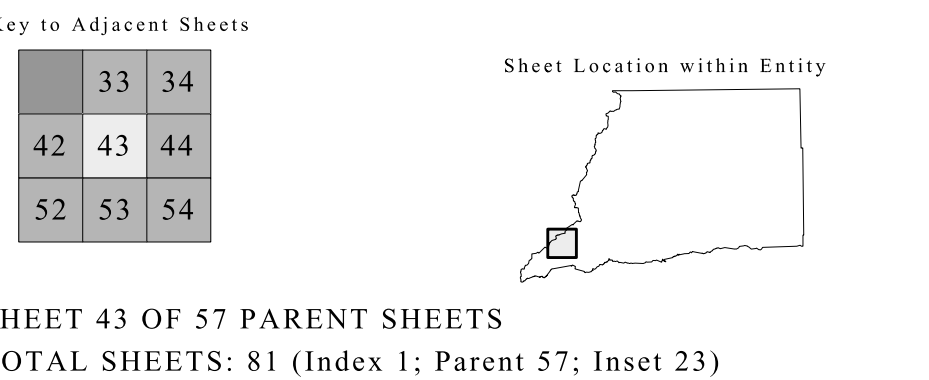 ey to Adjacent Sheets
33 34
42 43 44
52 53 54
Sheet Location within Entity
HEET 43 OF 57 PARENT SHEETS
OTAL SHEETS: 81 (Index 1; Parent 57; Inset 23)